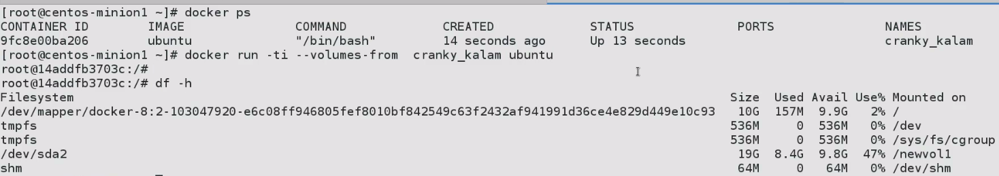 [root@centos-minion1 ~]# docker ps
CONTAINER ID        IMAGE               COMMAND             CREATED             STATUS              PORTS               NAMES
9fc8e00ba206        ubuntu              "/bin/bash"         14 seconds ago      Up 13 seconds                           cranky_kalam
[root@centos-minion1 ~]# docker run -ti --volumes-from  cranky_kalam ubuntu
root@14addfb3703c:/#
root@14addfb3703c:/# df -h
Filesystem                                                                                         Size  Used Avail Use% Mounted on
/dev/mapper/docker-8:2-103047920-e6c08ff946805fef8010bf842549c63f2432af941991d36ce4e829d449e10c93   10G  157M  9.9G   2% /
tmpfs                                                                                              536M     0  536M   0% /dev
tmpfs                                                                                              536M     0  536M   0% /sys/fs/cgroup
/dev/sda2                                                                                           19G  8.4G  9.8G  47% /newvol1
shm                                                                                                 64M     0   64M   0% /dev/shm